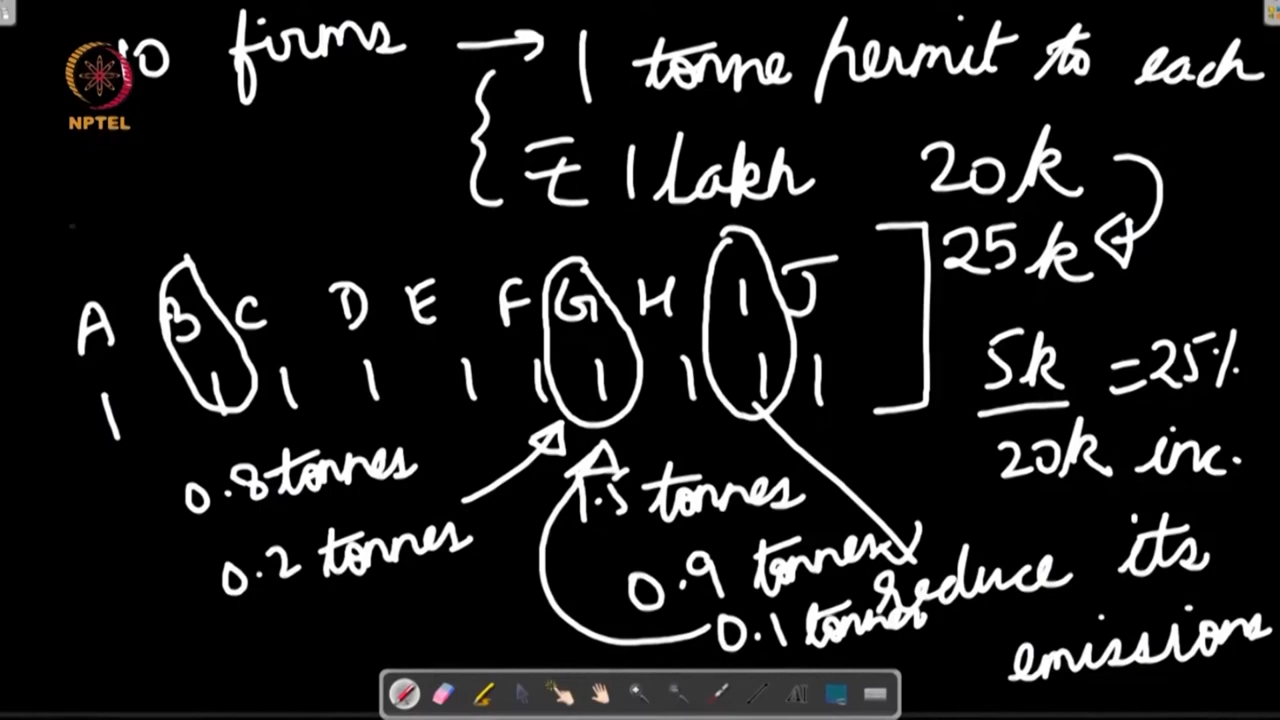 10 firms → 1 tonne permit to each
NPTEL
₹ 1 lakh 20k
25k
A B C D E F G H I J
1 1 1 1 1 1 1 1 1 1
5k = 25%
20k inc.
0.8 tonnes
1.5 tonnes
0.2 tonnes
0.9 tonnes
reduce its
0.1 tonnes
emissions